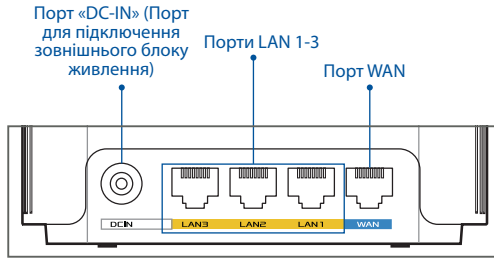 Порт «DC-IN» (Порт
для підключення
зовнішнього блоку
живлення)
Порти LAN 1-3
Порт WAN
DCIN
LAN3
LAN2
LAN1
WAN